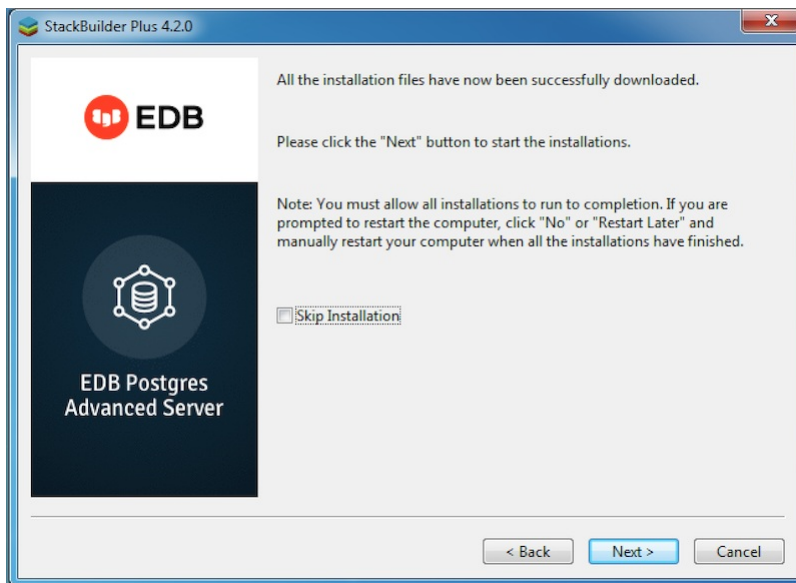 StackBuilder Plus 4.2.0
EDB
EDB Postgres
Advanced Server
All the installation files have now been successfully downloaded.
Please click the "Next" button to start the installations.
Note: You must allow all installations to run to completion. If you are
prompted to restart the computer, click "No" or "Restart Later" and
manually restart your computer when all the installations have finished.
Skip Installation
< Back
Next >
Cancel